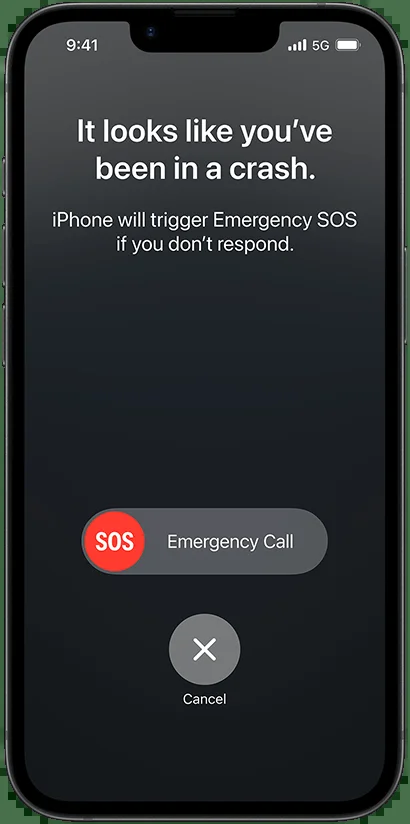 9:41 5G
It looks like you’ve
been in a crash.
iPhone will trigger Emergency SOS
if you don’t respond.
SOS Emergency Call
Cancel